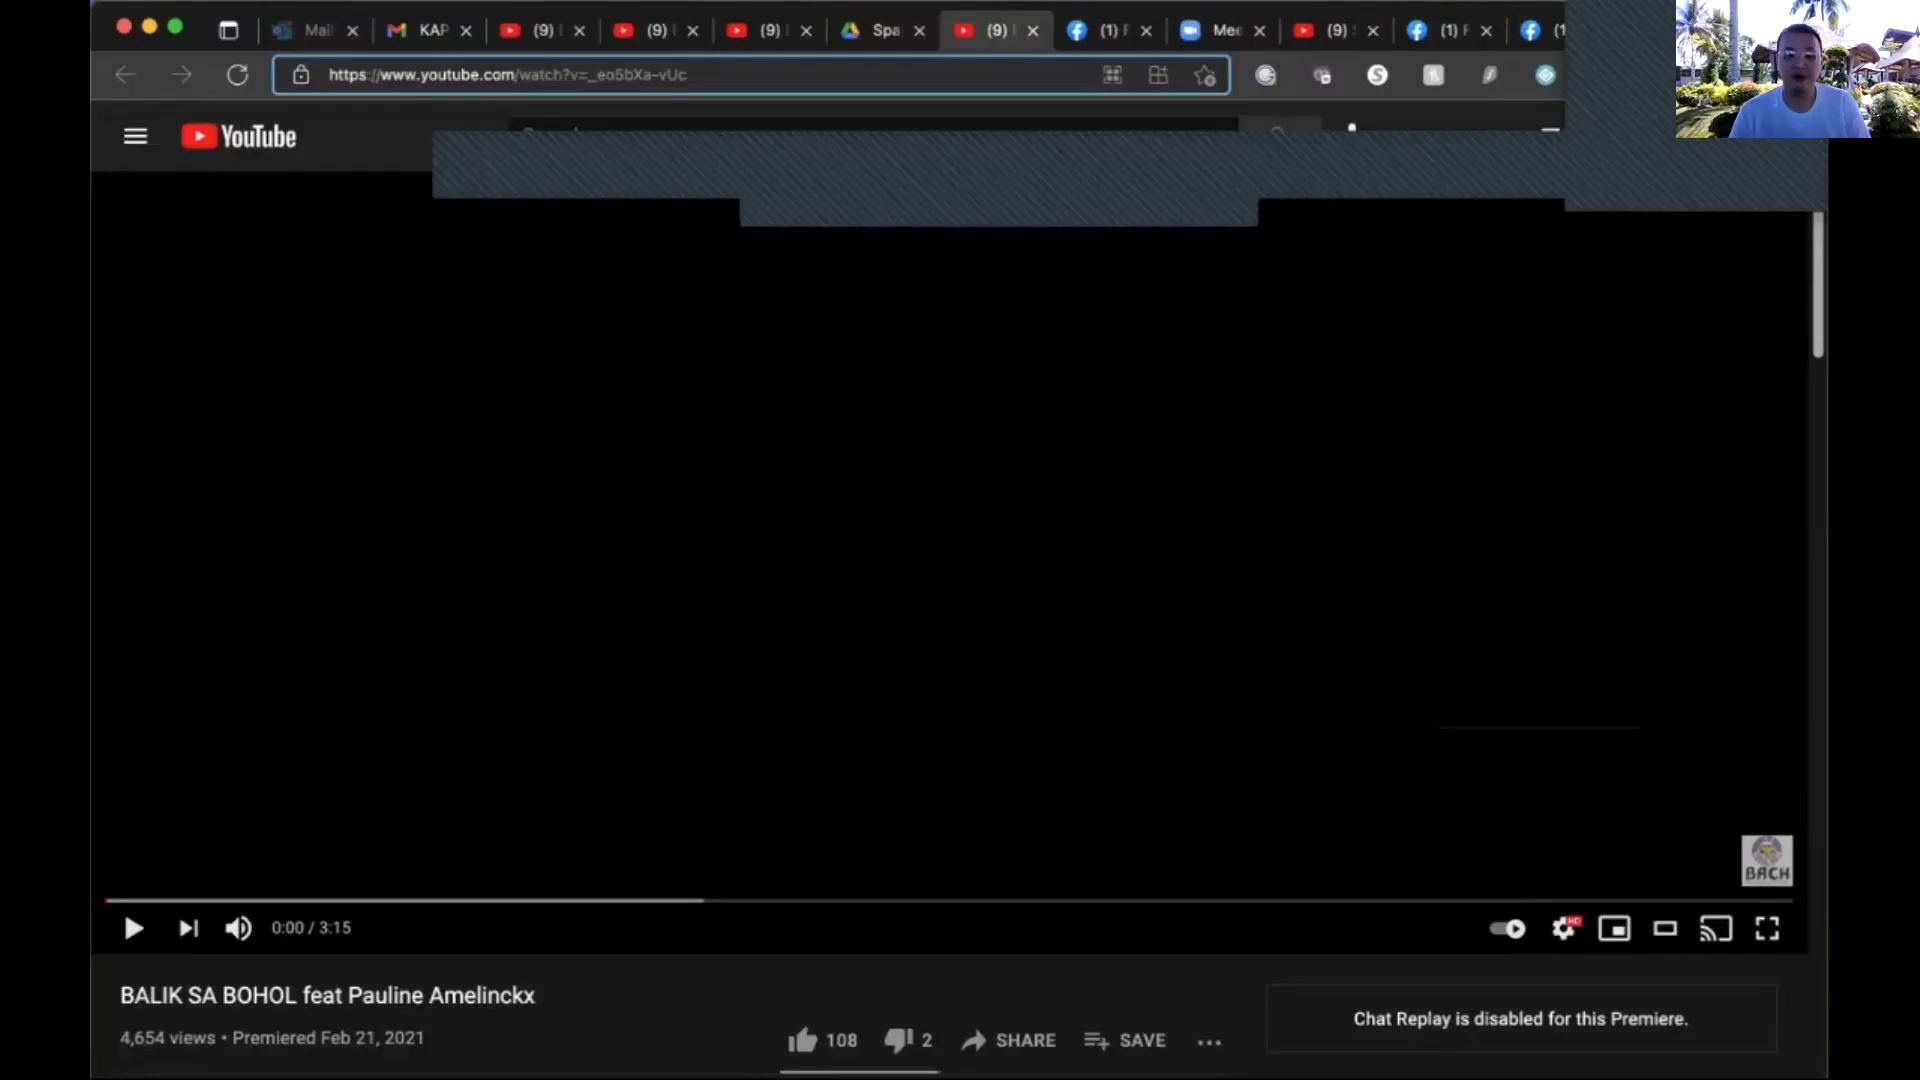 Mail
KAP
(9)
(9)
(9)
Spa
(9)
(1) F
Mee
(9)
(1) F
(1
https://www.youtube.com/watch?v=_eo5bXa-vUc
YouTube
BACH
0:00 / 3:15
HD
BALIK SA BOHOL feat Pauline Amelinckx
4,654 views • Premiered Feb 21, 2021
108
2
SHARE
SAVE
Chat Replay is disabled for this Premiere.